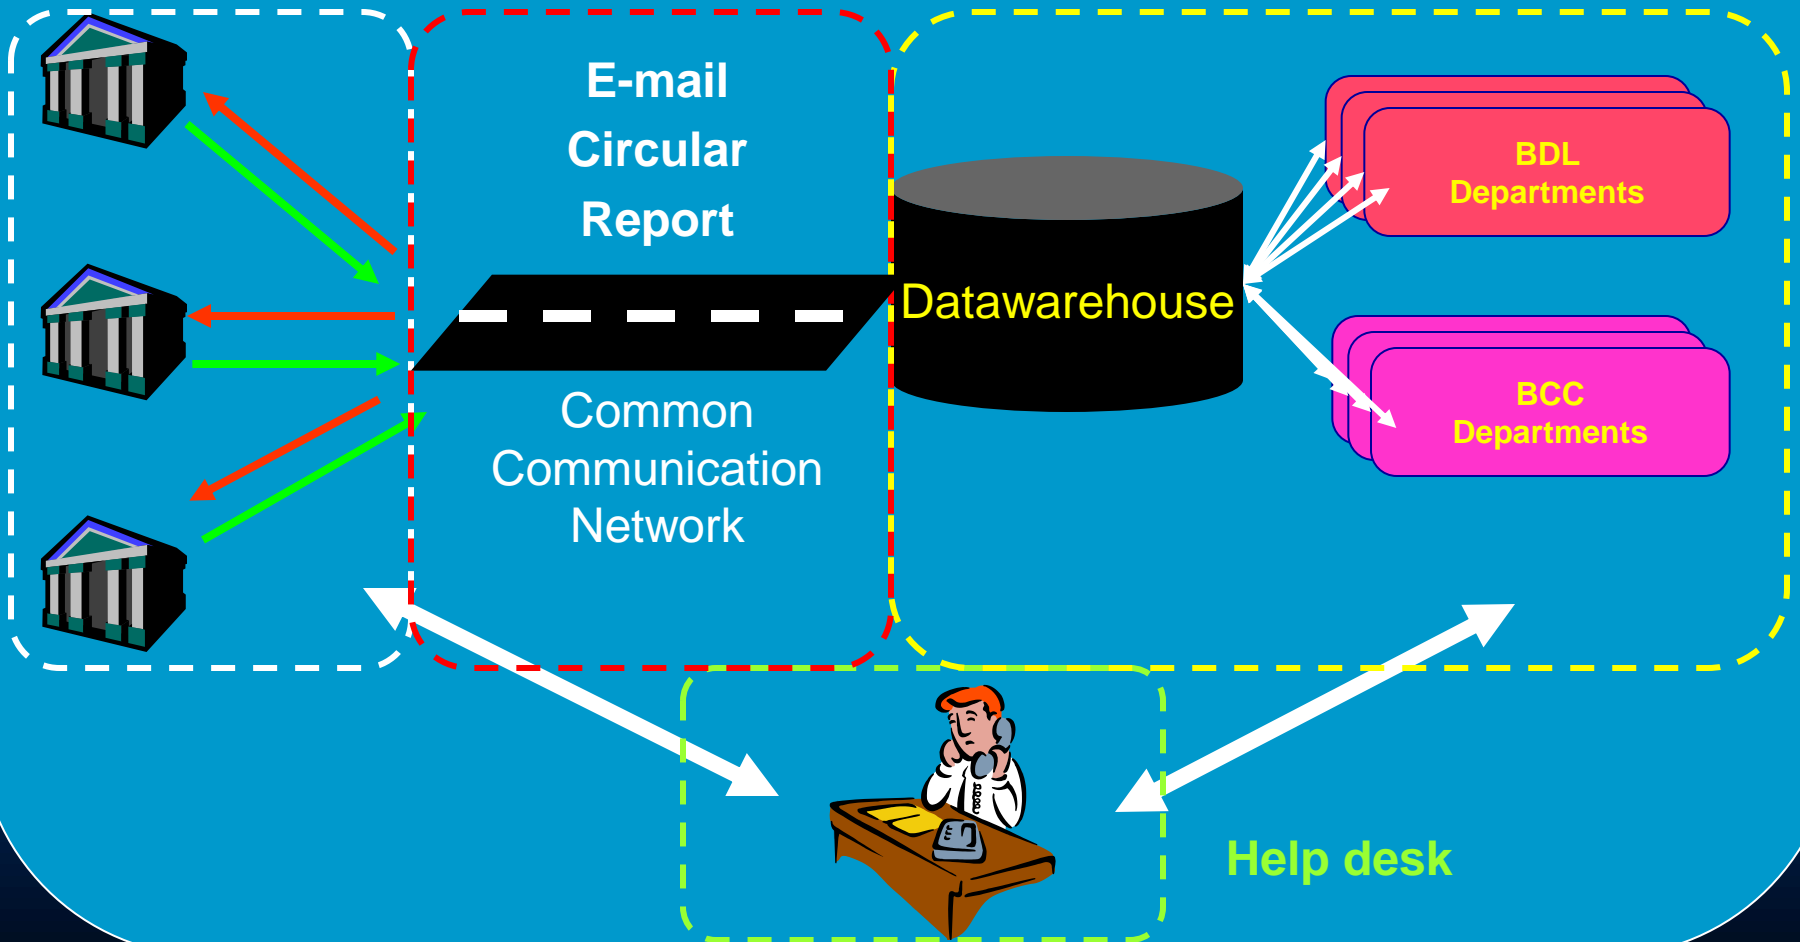 E-mail
Circular
Report
Common
Communication
Network
Datawarehouse
BDL
Departments
BCC
Departments
Help desk